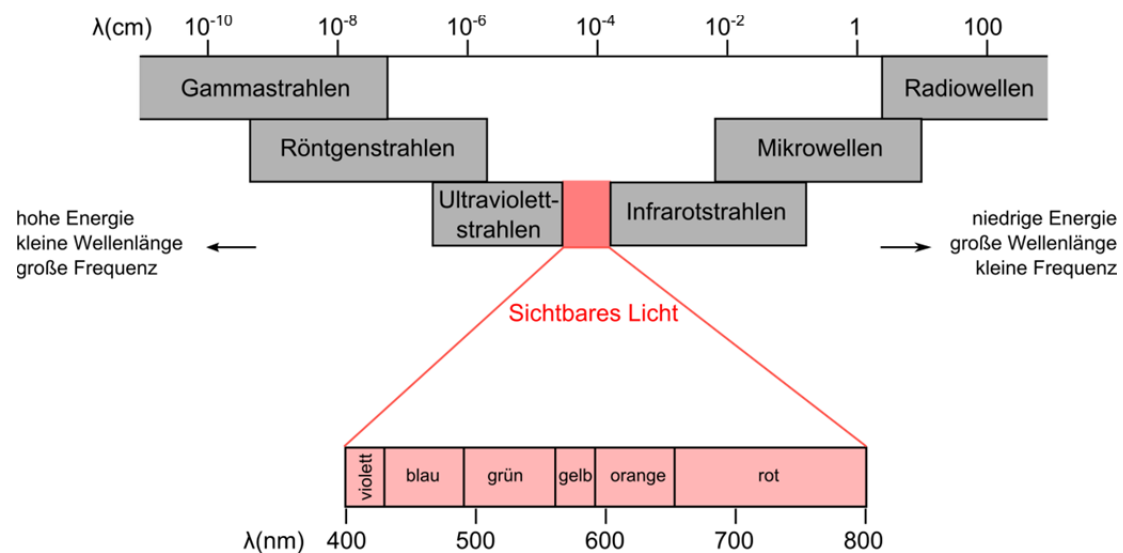 λ(cm) 10⁻¹⁰ 10⁻⁸ 10⁻⁶ 10⁻⁴ 10⁻² 1 100
Gammastrahlen
Radiowellen
Röntgenstrahlen
Mikrowellen
Ultraviolett-
strahlen
Infrarotstrahlen
hohe Energie
kleine Wellenlänge
große Frequenz
niedrige Energie
große Wellenlänge
kleine Frequenz
Sichtbares Licht
violett
blau
grün
gelb
orange
rot
λ(nm) 400 500 600 700 800